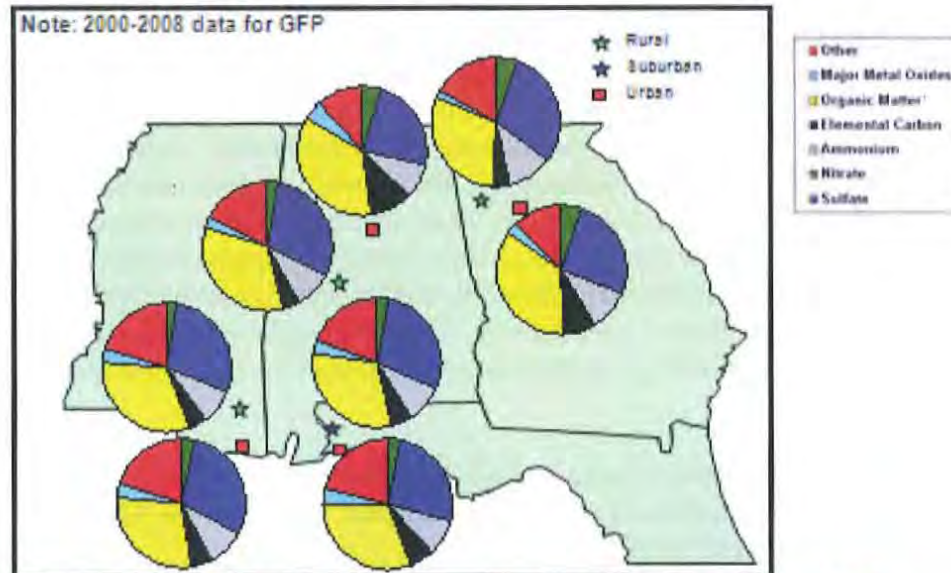 Note: 2000-2008 data for GFP
Rural
Suburban
Urban
Other
Major Metal Oxides
Organic Matter*
Elemental Carbon
Ammonium
Nitrate
Sulfate